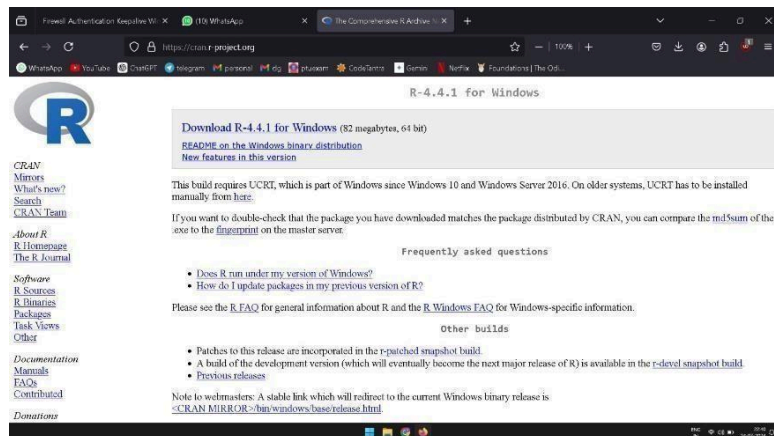 Firewall Authentication Keepalive Wi
(10) WhatsApp
The Comprehensive R Archive N
https://cran.r-project.org
100%
WhatsApp YouTube ChatGPT telegram personal dg ptuexam CodeTantra Gemini Netflix Foundations | The Odi...
R
R-4.4.1 for Windows
Download R-4.4.1 for Windows (82 megabytes, 64 bit)
README on the Windows binary distribution
New features in this version
CRAN
Mirrors
What's new?
Search
CRAN Team
About R
R Homepage
The R Journal
Software
R Sources
R Binaries
Packages
Task Views
Other
Documentation
Manuals
FAQs
Contributed
Donations
This build requires UCRT, which is part of Windows since Windows 10 and Windows Server 2016. On older systems, UCRT has to be installed
manually from here.
If you want to double-check that the package you have downloaded matches the package distributed by CRAN, you can compare the md5sum of the
.exe to the fingerprint on the master server.
Frequently asked questions
Does R run under my version of Windows?
How do I update packages in my previous version of R?
Please see the R FAQ for general information about R and the R Windows FAQ for Windows-specific information.
Other builds
Patches to this release are incorporated in the r-patched snapshot build.
A build of the development version (which will eventually become the next major release of R) is available in the r-devel snapshot build.
Previous releases
Note to webmasters: A stable link which will redirect to the current Windows binary release is
<CRAN MIRROR>/bin/windows/base/release.html.
ENG